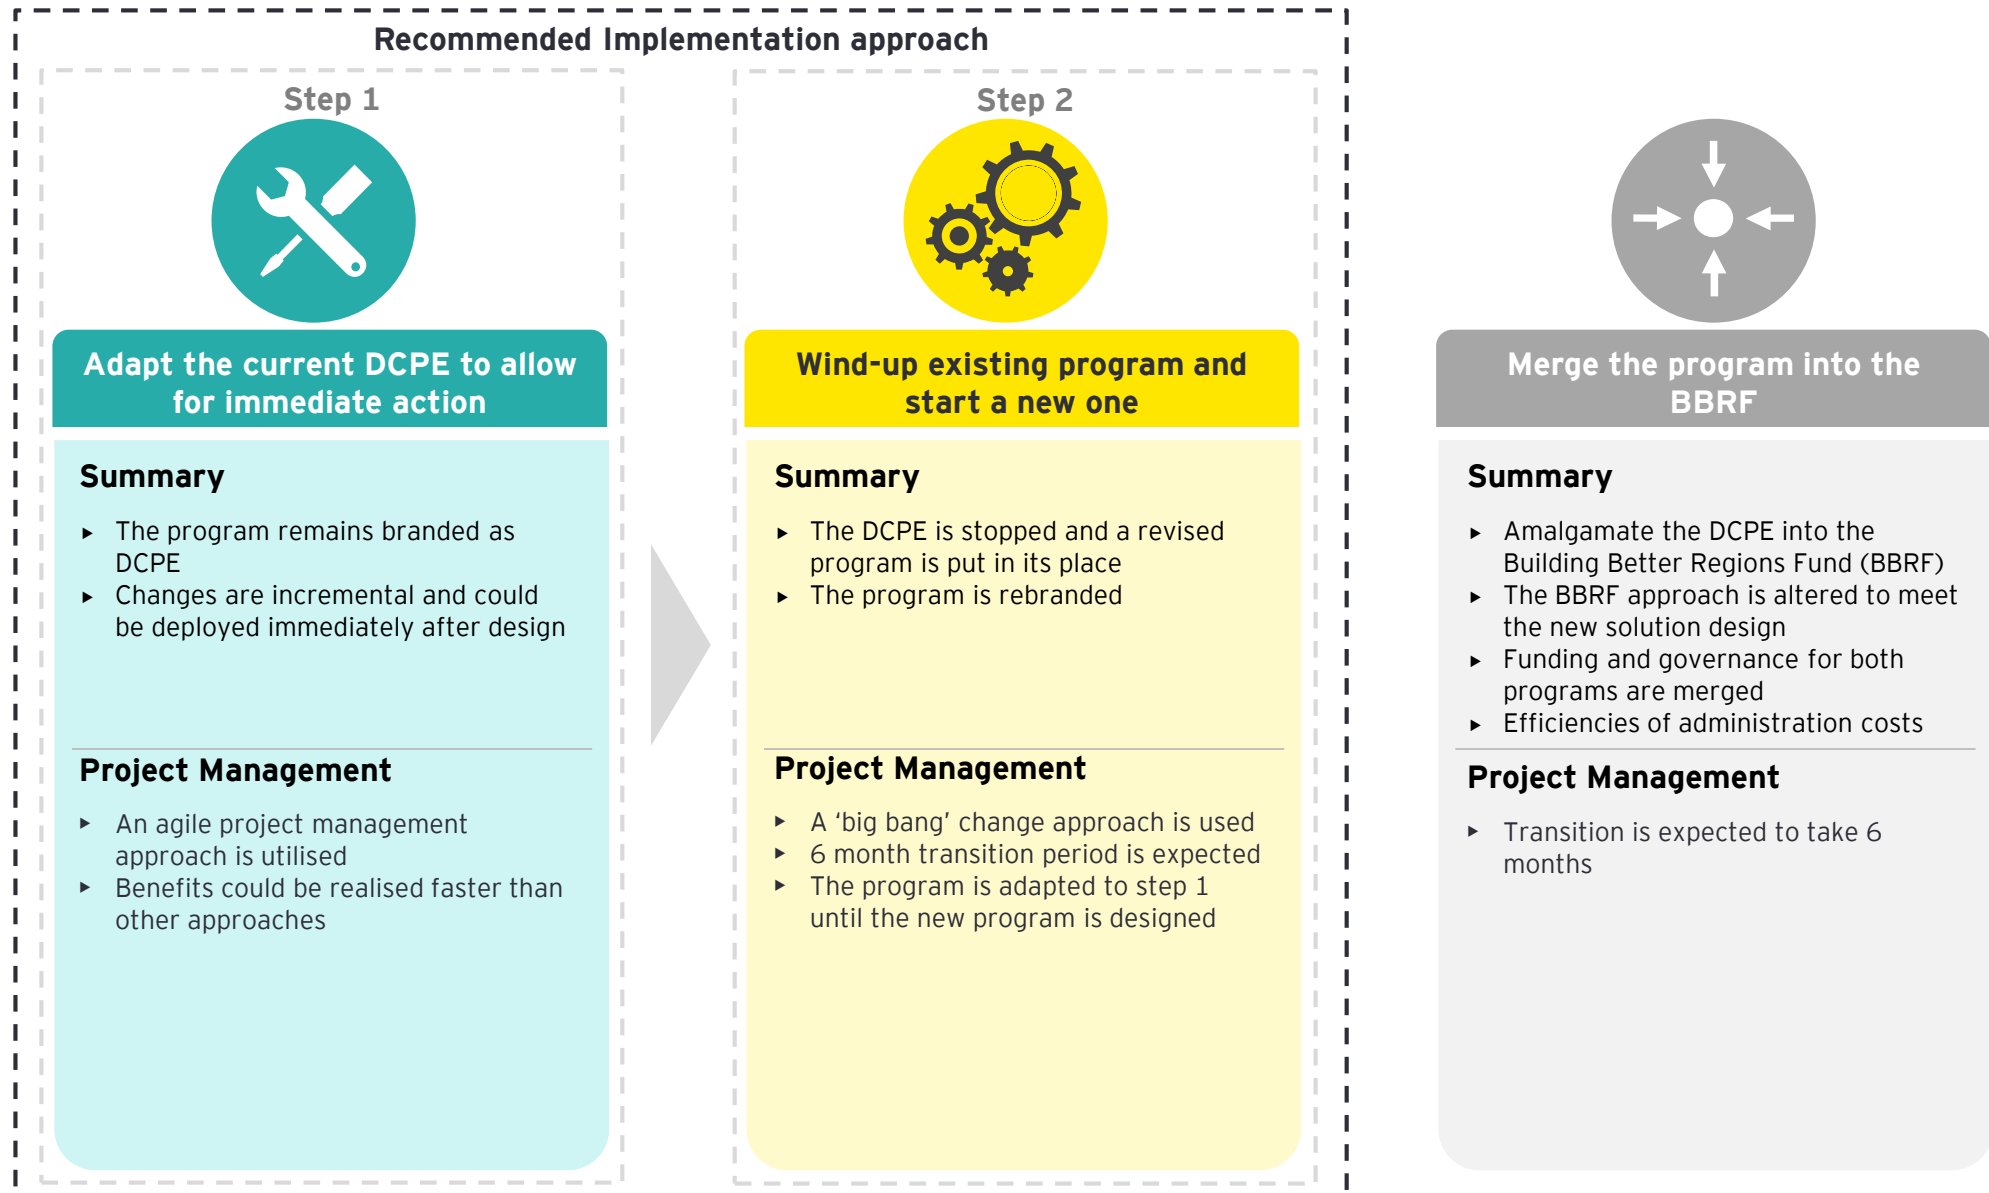 Recommended Implementation approach
Step 1
Adapt the current DCPE to allow
for immediate action
Summary
▸ The program remains branded as
DCPE
▸ Changes are incremental and could
be deployed immediately after design
Project Management
▸ An agile project management
approach is utilised
▸ Benefits could be realised faster than
other approaches
Step 2
Wind-up existing program and
start a new one
Summary
▸ The DCPE is stopped and a revised
program is put in its place
▸ The program is rebranded
Project Management
▸ A ‘big bang’ change approach is used
▸ 6 month transition period is expected
▸ The program is adapted to step 1
until the new program is designed
Merge the program into the
BBRF
Summary
▸ Amalgamate the DCPE into the
Building Better Regions Fund (BBRF)
▸ The BBRF approach is altered to meet
the new solution design
▸ Funding and governance for both
programs are merged
▸ Efficiencies of administration costs
Project Management
▸ Transition is expected to take 6
months